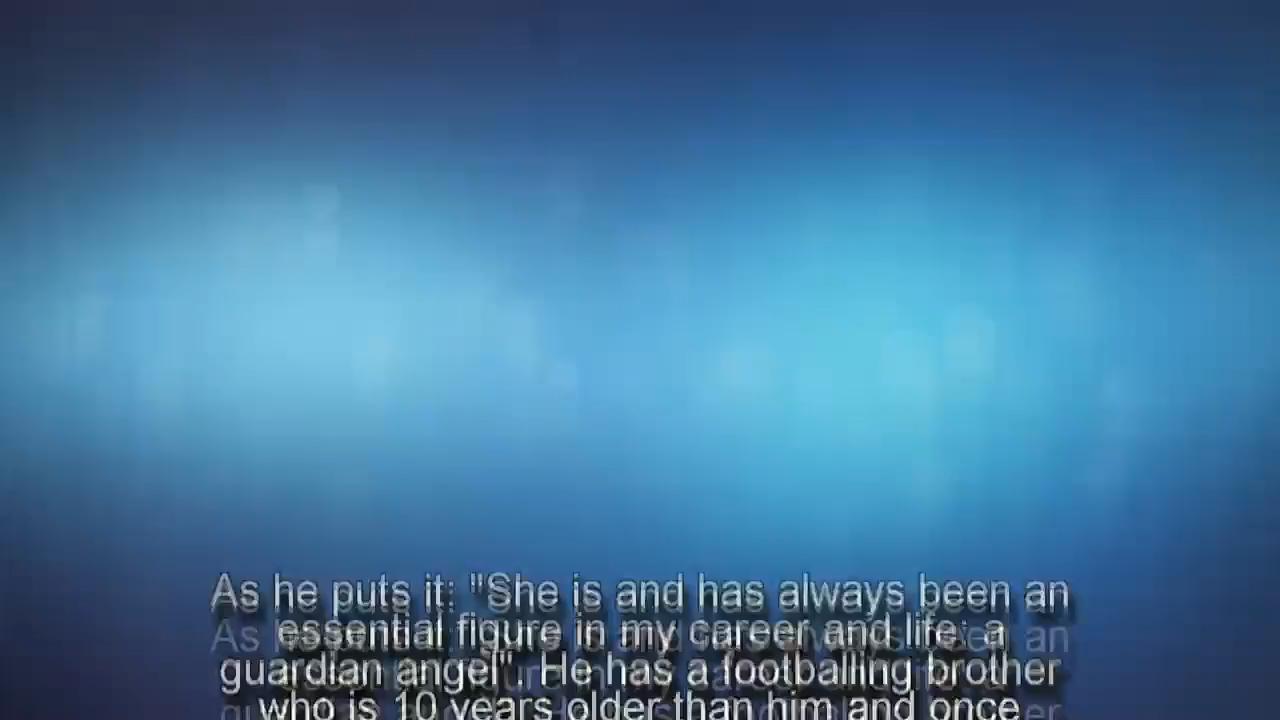 As he puts it: "She is and has always been an
essential figure in my career and life: a
guardian angel". He has a footballing brother
who is 10 years older than him and once